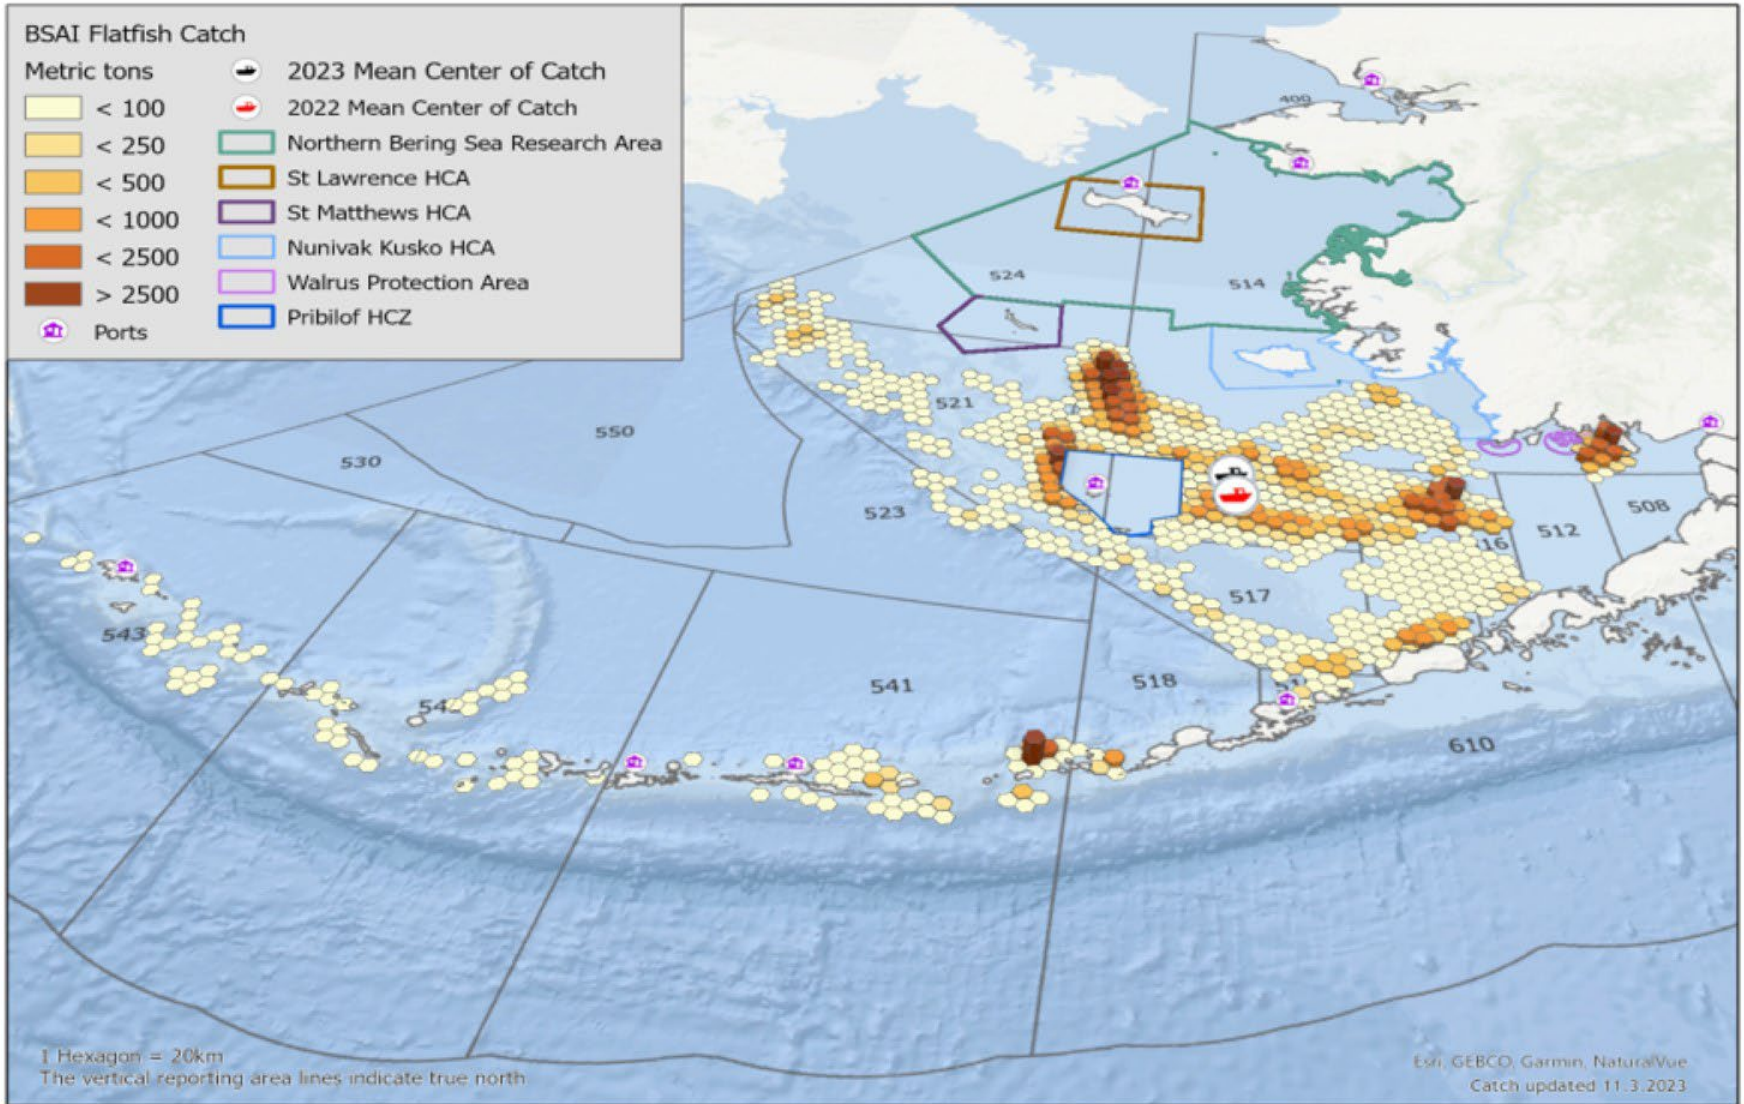 BSAI Flatfish Catch
Metric tons
< 100
< 250
< 500
< 1000
< 2500
> 2500
Ports
2023 Mean Center of Catch
2022 Mean Center of Catch
Northern Bering Sea Research Area
St Lawrence HCA
St Matthews HCA
Nunivak Kusko HCA
Walrus Protection Area
Pribilof HCZ
400
524
514
521
550
530
523
508
512
16
517
543
54
541
518
610
1 Hexagon = 20km
The vertical reporting area lines indicate true north
Esri, GEBCO, Garmin, NaturalVue
Catch updated 11.3.2023